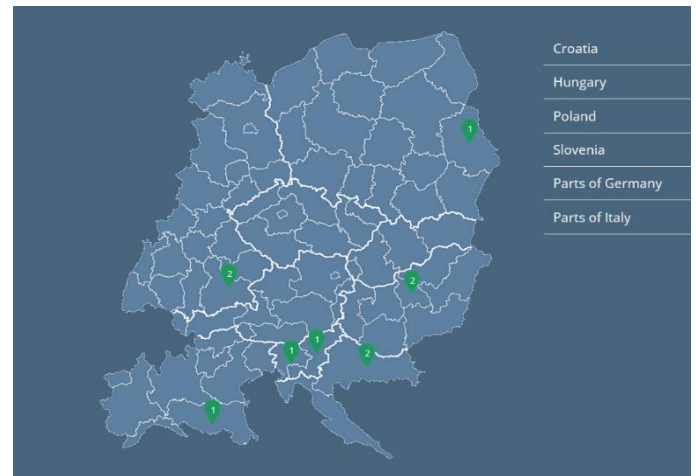 Croatia
Hungary
Poland
Slovenia
Parts of Germany
Parts of Italy
1
2
2
1
1
2
1